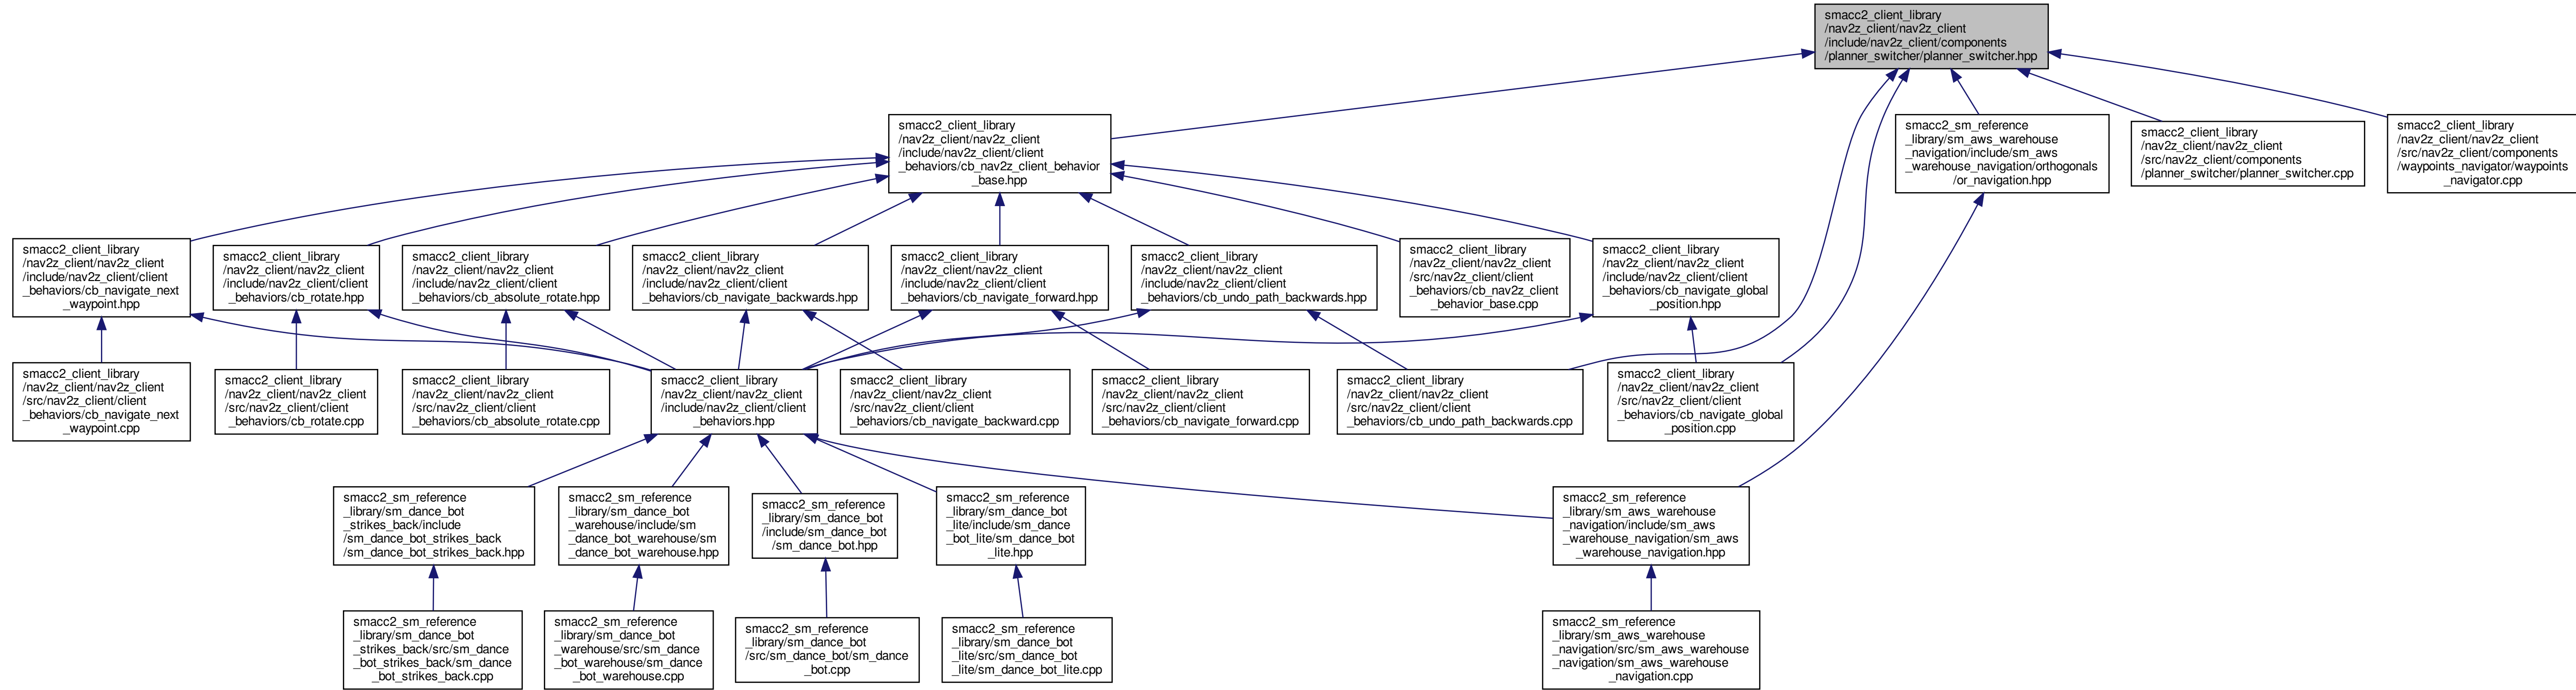 smacc2_client_library
/nav2z_client/nav2z_client
/include/nav2z_client/components
/planner_switcher/planner_switcher.hpp
smacc2_client_library
/nav2z_client/nav2z_client
/include/nav2z_client/client
_behaviors/cb_nav2z_client_behavior
_base.hpp
smacc2_sm_reference
_library/sm_aws_warehouse
_navigation/include/sm_aws
_warehouse_navigation/orthogonals
/or_navigation.hpp
smacc2_client_library
/nav2z_client/nav2z_client
/src/nav2z_client/components
/planner_switcher/planner_switcher.cpp
smacc2_client_library
/nav2z_client/nav2z_client
/src/nav2z_client/components
/waypoints_navigator/waypoints
_navigator.cpp
smacc2_client_library
/nav2z_client/nav2z_client
/include/nav2z_client/client
_behaviors/cb_navigate_next
_waypoint.hpp
smacc2_client_library
/nav2z_client/nav2z_client
/include/nav2z_client/client
_behaviors/cb_rotate.hpp
smacc2_client_library
/nav2z_client/nav2z_client
/include/nav2z_client/client
_behaviors/cb_absolute_rotate.hpp
smacc2_client_library
/nav2z_client/nav2z_client
/include/nav2z_client/client
_behaviors/cb_navigate_backwards.hpp
smacc2_client_library
/nav2z_client/nav2z_client
/include/nav2z_client/client
_behaviors/cb_navigate_forward.hpp
smacc2_client_library
/nav2z_client/nav2z_client
/include/nav2z_client/client
_behaviors/cb_undo_path_backwards.hpp
smacc2_client_library
/nav2z_client/nav2z_client
/src/nav2z_client/client
_behaviors/cb_nav2z_client
_behavior_base.cpp
smacc2_client_library
/nav2z_client/nav2z_client
/include/nav2z_client/client
_behaviors/cb_navigate_global
_position.hpp
smacc2_client_library
/nav2z_client/nav2z_client
/src/nav2z_client/client
_behaviors/cb_navigate_next
_waypoint.cpp
smacc2_client_library
/nav2z_client/nav2z_client
/src/nav2z_client/client
_behaviors/cb_rotate.cpp
smacc2_client_library
/nav2z_client/nav2z_client
/src/nav2z_client/client
_behaviors/cb_absolute_rotate.cpp
smacc2_client_library
/nav2z_client/nav2z_client
/include/nav2z_client/client
_behaviors.hpp
smacc2_client_library
/nav2z_client/nav2z_client
/src/nav2z_client/client
_behaviors/cb_navigate_backward.cpp
smacc2_client_library
/nav2z_client/nav2z_client
/src/nav2z_client/client
_behaviors/cb_navigate_forward.cpp
smacc2_client_library
/nav2z_client/nav2z_client
/src/nav2z_client/client
_behaviors/cb_undo_path_backwards.cpp
smacc2_client_library
/nav2z_client/nav2z_client
/src/nav2z_client/client
_behaviors/cb_navigate_global
_position.cpp
smacc2_sm_reference
_library/sm_dance_bot
_strikes_back/include
/sm_dance_bot_strikes_back
/sm_dance_bot_strikes_back.hpp
smacc2_sm_reference
_library/sm_dance_bot
_warehouse/include/sm
_dance_bot_warehouse/sm
_dance_bot_warehouse.hpp
smacc2_sm_reference
_library/sm_dance_bot
/include/sm_dance_bot
/sm_dance_bot.hpp
smacc2_sm_reference
_library/sm_dance_bot
_lite/include/sm_dance
_bot_lite/sm_dance_bot
_lite.hpp
smacc2_sm_reference
_library/sm_aws_warehouse
_navigation/include/sm_aws
_warehouse_navigation/sm_aws
_warehouse_navigation.hpp
smacc2_sm_reference
_library/sm_dance_bot
_strikes_back/src/sm_dance
_bot_strikes_back/sm_dance
_bot_strikes_back.cpp
smacc2_sm_reference
_library/sm_dance_bot
_warehouse/src/sm_dance
_bot_warehouse/sm_dance
_bot_warehouse.cpp
smacc2_sm_reference
_library/sm_dance_bot
/src/sm_dance_bot/sm_dance
_bot.cpp
smacc2_sm_reference
_library/sm_dance_bot
_lite/src/sm_dance_bot
_lite/sm_dance_bot_lite.cpp
smacc2_sm_reference
_library/sm_aws_warehouse
_navigation/src/sm_aws_warehouse
_navigation/sm_aws_warehouse
_navigation.cpp